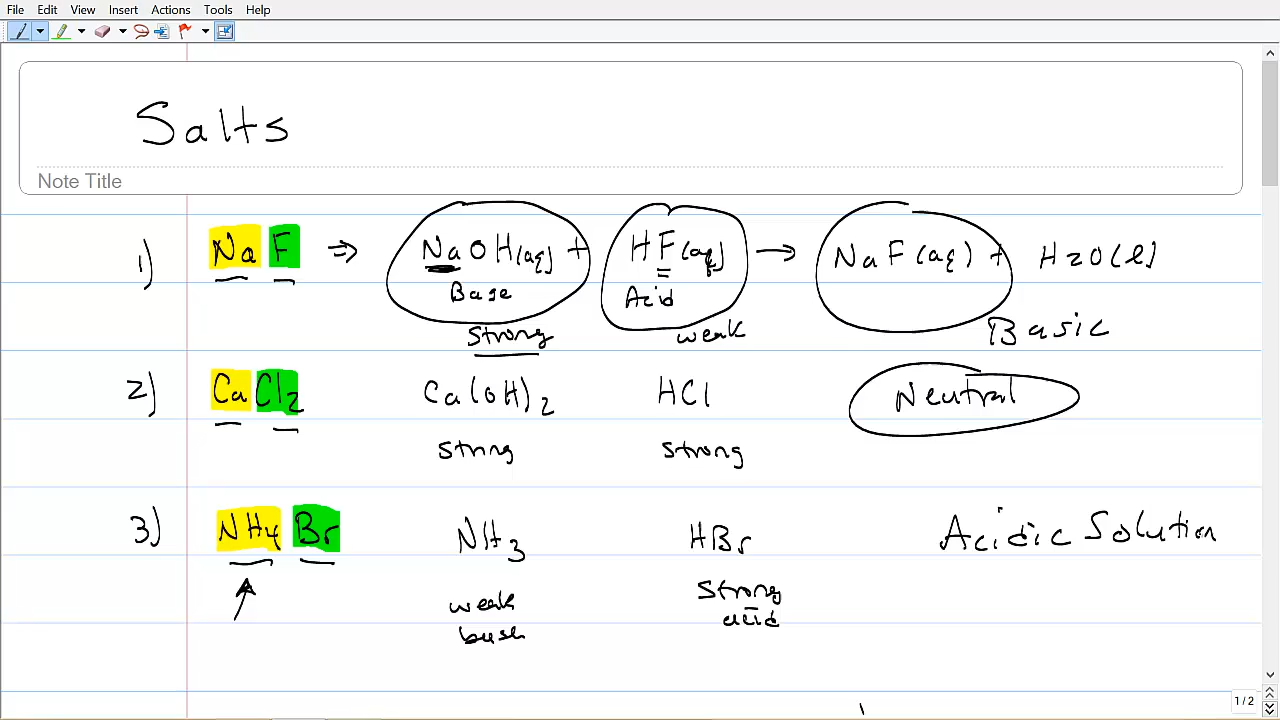 File Edit View Insert Actions Tools Help
Salts
Note Title
1) NaF ⇒ NaOH(aq) + HF(aq) → NaF(aq) + H2O(l)
Base Acid
Strong weak Basic
2) CaCl2 Ca(OH)2 HCl Neutral
strng strong
3) NH4Br NH3 HBr Acidic Solution
weak base strong acid
1/2